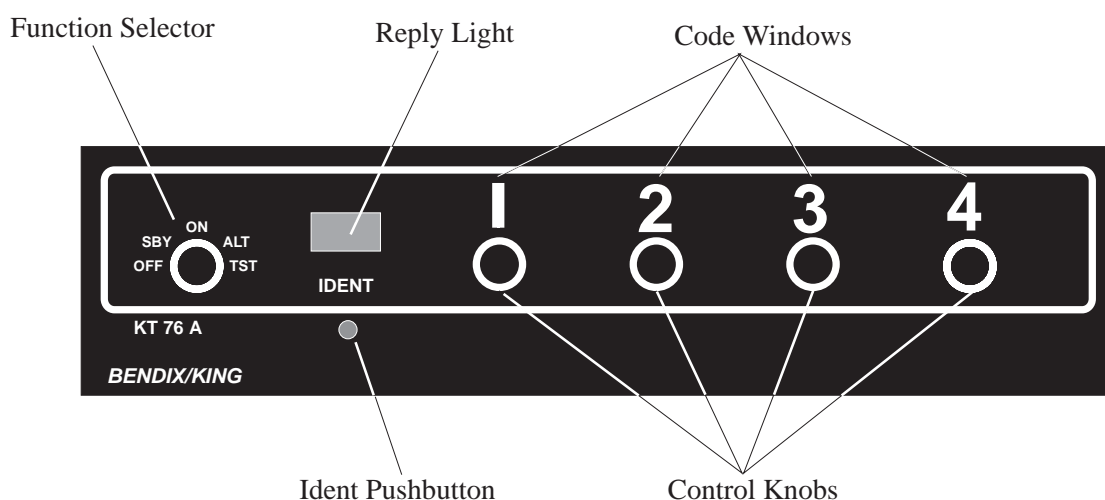 Function Selector
Reply Light
Code Windows
1 2 3 4
ON
SBY ALT
OFF TST
IDENT
KT 76 A
BENDIX/KING
Ident Pushbutton
Control Knobs